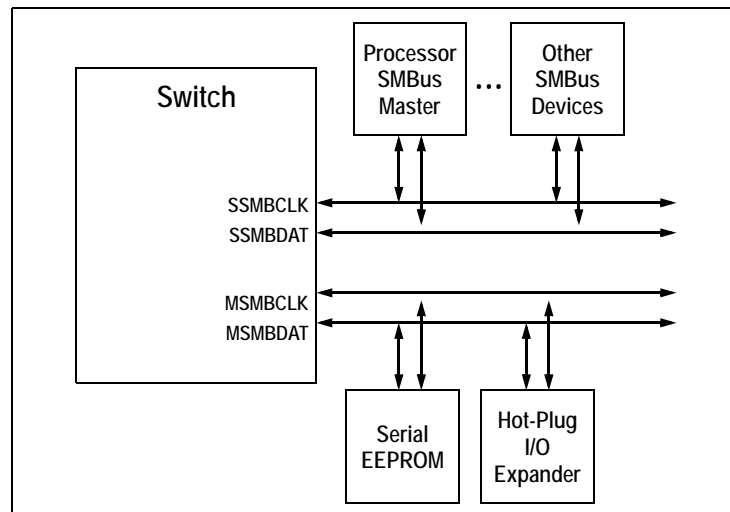 Switch
Processor
SMBus
Master
...
Other
SMBus
Devices
SSMBCLK
SSMBDAT
MSMBCLK
MSMBDAT
Serial
EEPROM
Hot-Plug
I/O
Expander